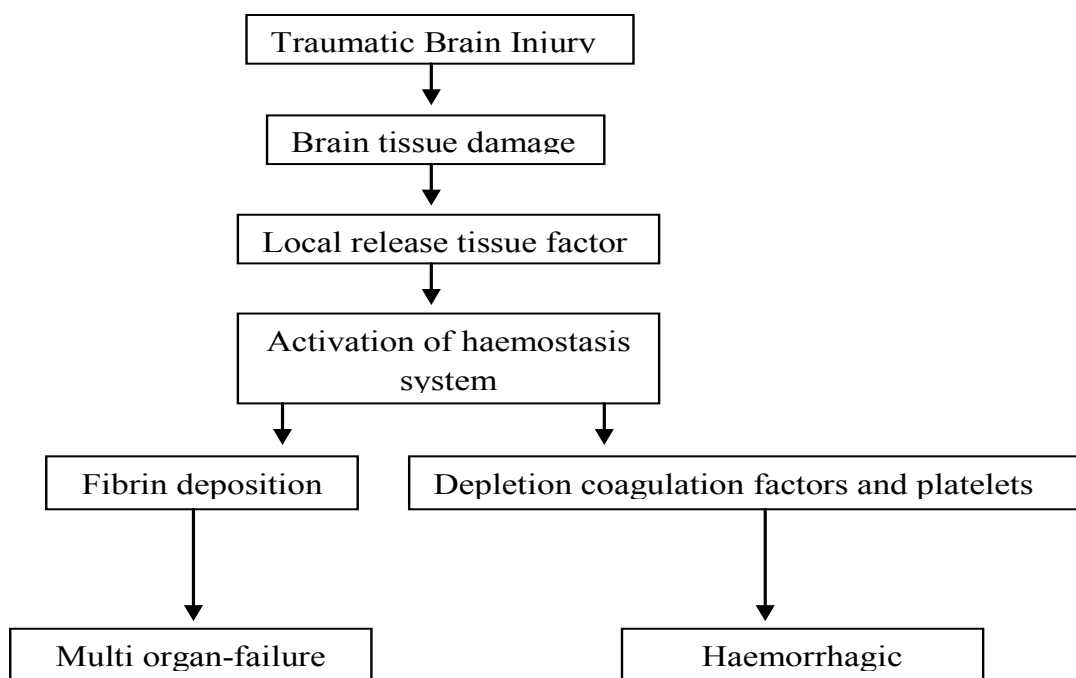 Traumatic Brain Injury
Brain tissue damage
Local release tissue factor
Activation of haemostasis
system
Fibrin deposition
Depletion coagulation factors and platelets
Multi organ-failure
Haemorrhagic